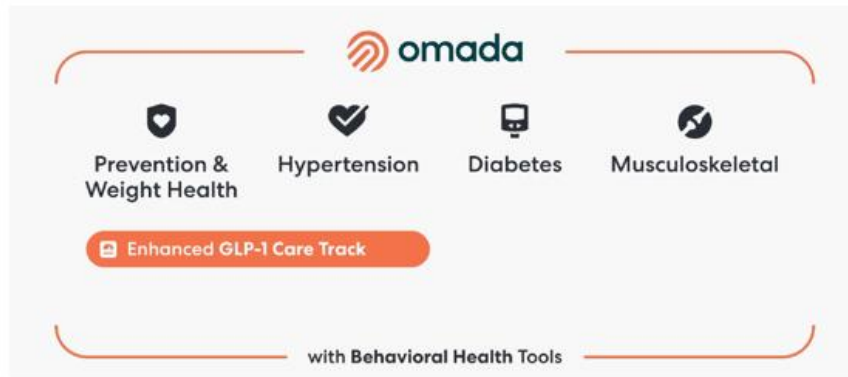 omada
Prevention &
Weight Health
Hypertension
Diabetes
Musculoskeletal
Enhanced GLP-1 Care Track
with Behavioral Health Tools